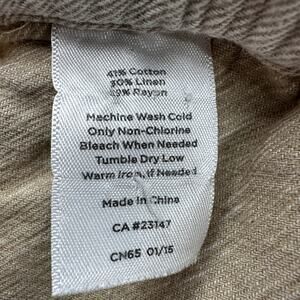 41% Cotton
30% Linen
29% Rayon
Machine Wash Cold
Only Non-Chlorine
Bleach When Needed
Tumble Dry Low
Warm Iron, if Needed
Made in China
CA #23147
CN65 01/15